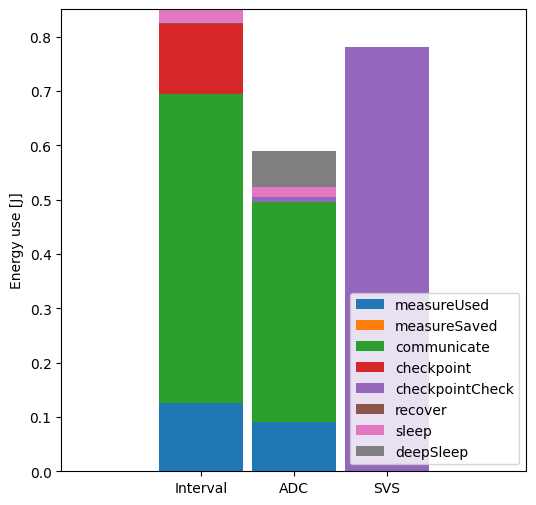 Energy use [J]
0.8
0.7
0.6
0.5
0.4
0.3
0.2
0.1
0.0
measureUsed
measureSaved
communicate
checkpoint
checkpointCheck
recover
sleep
deepSleep
Interval ADC SVS